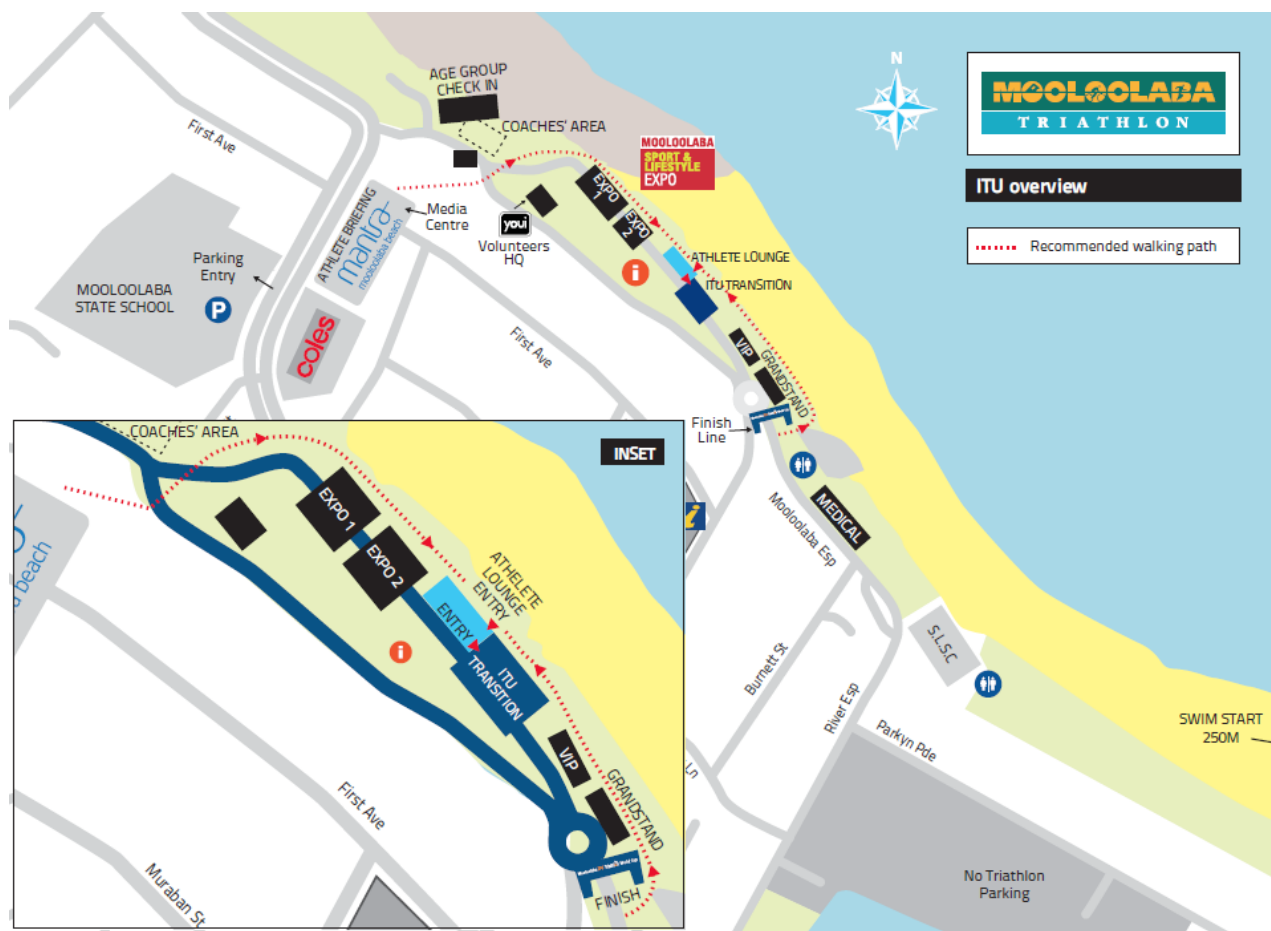 AGE GROUP
CHECK IN
COACHES' AREA
First Ave
MOOLOOLABA
SPORT &
LIFESTYLE
EXPO
N
MOOLOOLABA
TRIATHLON
ITU overview
Recommended walking path
EXPO
1
EXPO
2
ATHLETE BRIEFING
mantra
mooloolaba beach
Media
Centre
youi
Volunteers
HQ
i
ATHLETE LOUNGE
ITU TRANSITION
Parking
Entry
MOOLOOLABA
STATE SCHOOL
P
coles
First Ave
VIP
GRANDSTAND
Finish
Line
MEDICAL
Mooloolaba Esp
i
S.L.S.C
Burnett St
River Esp
Parkyn Pde
Ln
SWIM START
250M
No Triathlon
Parking
COACHES' AREA
INSET
EXPO 1
EXPO 2
a beach
ATHELETE
LOUNGE
ENTRY
ENTRY
i
ITU
TRANSITION
VIP
GRANDSTAND
FINISH
First Ave
Muraban St